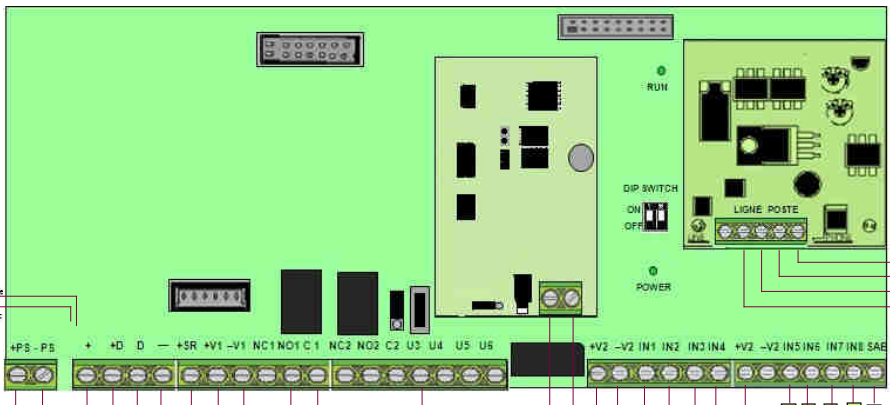 RUN
DIP SWITCH
ON
OFF
LIGNE POSTE
POWER
+PS - PS
+ +D D — +SR +V1 –V1 NC1 NO1 C 1 NC2 NO2 C2 U3 U4 U5 U6
+V2 –V2 IN1 IN2 IN3 IN4 +V2 –V2 IN5 IN6 IN7 IN8 SAE